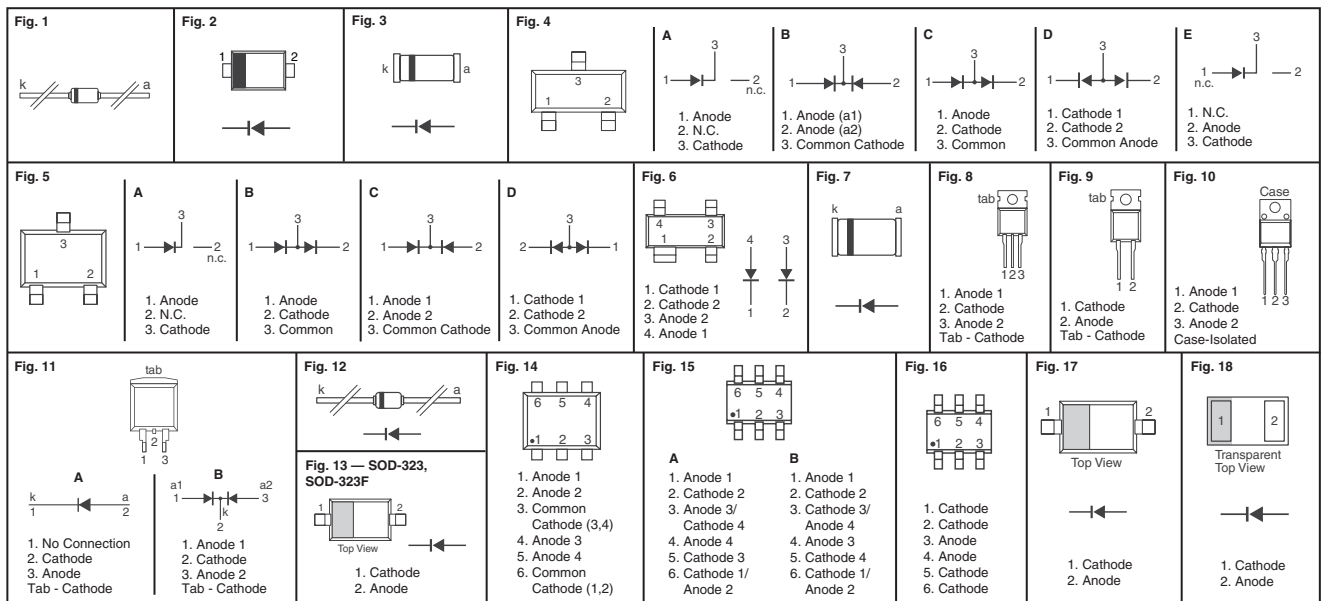 Fig. 1
k
a
Fig. 2
1
2
Fig. 3
k
a
Fig. 4
3
1
2
A
3
1
2
n.c.
1. Anode
2. N.C.
3. Cathode
B
3
1
2
1. Anode (a1)
2. Anode (a2)
3. Common Cathode
C
3
1
2
1. Anode
2. Cathode
3. Common
D
3
1
2
1. Cathode 1
2. Cathode 2
3. Common Anode
E
3
1
2
n.c.
1. N.C.
2. Anode
3. Cathode
Fig. 5
3
1
2
A
3
1
2
n.c.
1. Anode
2. N.C.
3. Cathode
B
3
1
2
1. Anode
2. Cathode
3. Common
C
3
1
2
1. Anode 1
2. Anode 2
3. Common Cathode
D
3
2
1
1. Cathode 1
2. Cathode 2
3. Common Anode
Fig. 6
4
3
1
2
4
3
1
2
1. Cathode 1
2. Cathode 2
3. Anode 2
4. Anode 1
Fig. 7
k
a
Fig. 8
tab
1 2 3
1. Anode 1
2. Cathode
3. Anode 2
Tab - Cathode
Fig. 9
tab
1 2
1. Cathode
2. Anode
Tab - Cathode
Fig. 10
Case
1 2 3
1. Anode 1
2. Cathode
3. Anode 2
Case-Isolated
Fig. 11
tab
2
1 3
A
k
a
1
2
1. No Connection
2. Cathode
3. Anode
Tab - Cathode
B
a1
a2
1
3
k
2
1. Anode 1
2. Cathode
3. Anode 2
Tab - Cathode
Fig. 12
k
a
Fig. 13 — SOD-323,
SOD-323F
1
2
Top View
1. Cathode
2. Anode
Fig. 14
6 5 4
1 2 3
1. Anode 1
2. Anode 2
3. Common
Cathode (3,4)
4. Anode 3
5. Anode 4
6. Common
Cathode (1,2)
Fig. 15
6 5 4
1 2 3
A
1. Anode 1
2. Cathode 2
3. Anode 3/
Cathode 4
4. Anode 4
5. Cathode 3
6. Cathode 1/
Anode 2
B
1. Anode 1
2. Cathode 2
3. Cathode 3/
Anode 4
4. Anode 3
5. Cathode 4
6. Cathode 1/
Anode 2
Fig. 16
6 5 4
1 2 3
1. Cathode
2. Cathode
3. Anode
4. Anode
5. Cathode
6. Cathode
Fig. 17
1
2
Top View
1. Cathode
2. Anode
Fig. 18
1
2
Transparent
Top View
1. Cathode
2. Anode